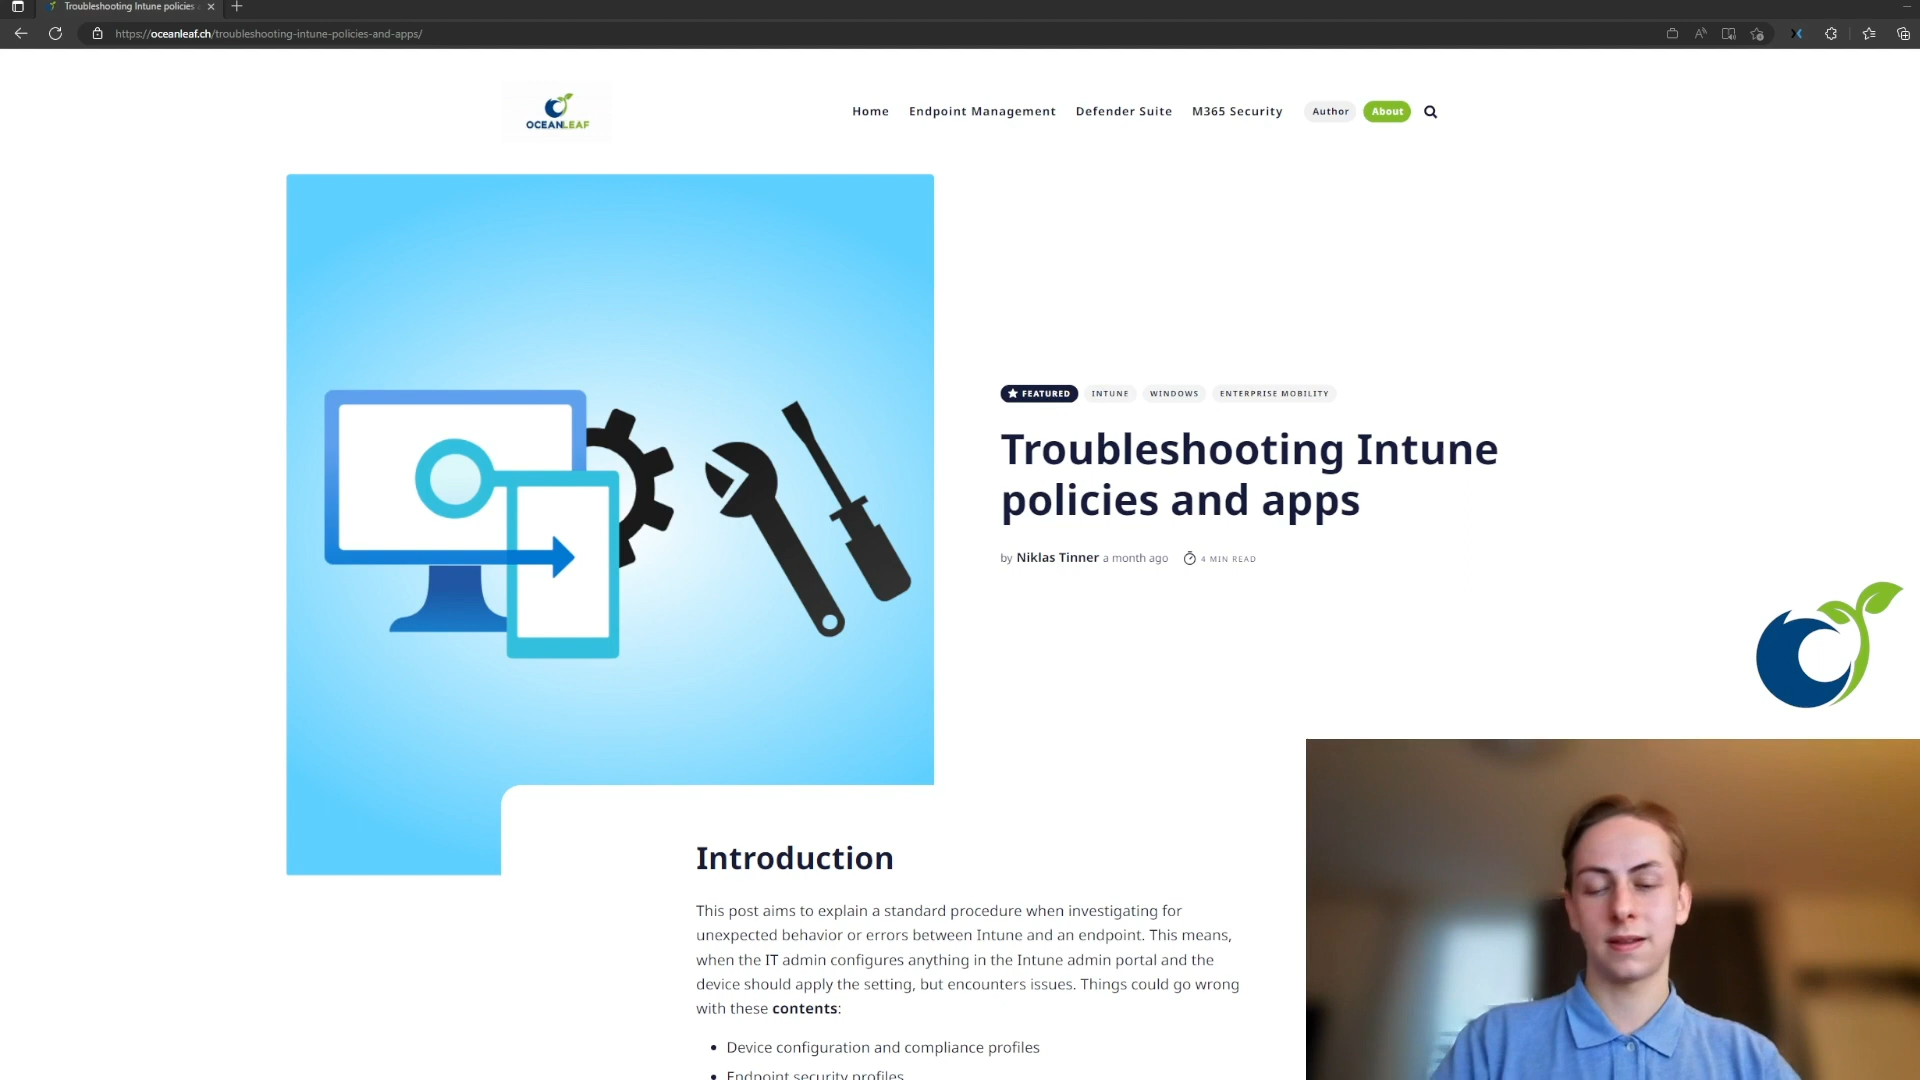 Troubleshooting Intune policies
https://oceanleaf.ch/troubleshooting-intune-policies-and-apps/
OCEANLEAF
Home
Endpoint Management
Defender Suite
M365 Security
Author
About
FEATURED
INTUNE
WINDOWS
ENTERPRISE MOBILITY
Troubleshooting Intune
policies and apps
by Niklas Tinner a month ago
4 MIN READ
Introduction
This post aims to explain a standard procedure when investigating for
unexpected behavior or errors between Intune and an endpoint. This means,
when the IT admin configures anything in the Intune admin portal and the
device should apply the setting, but encounters issues. Things could go wrong
with these contents:
• Device configuration and compliance profiles
• Endpoint security profiles